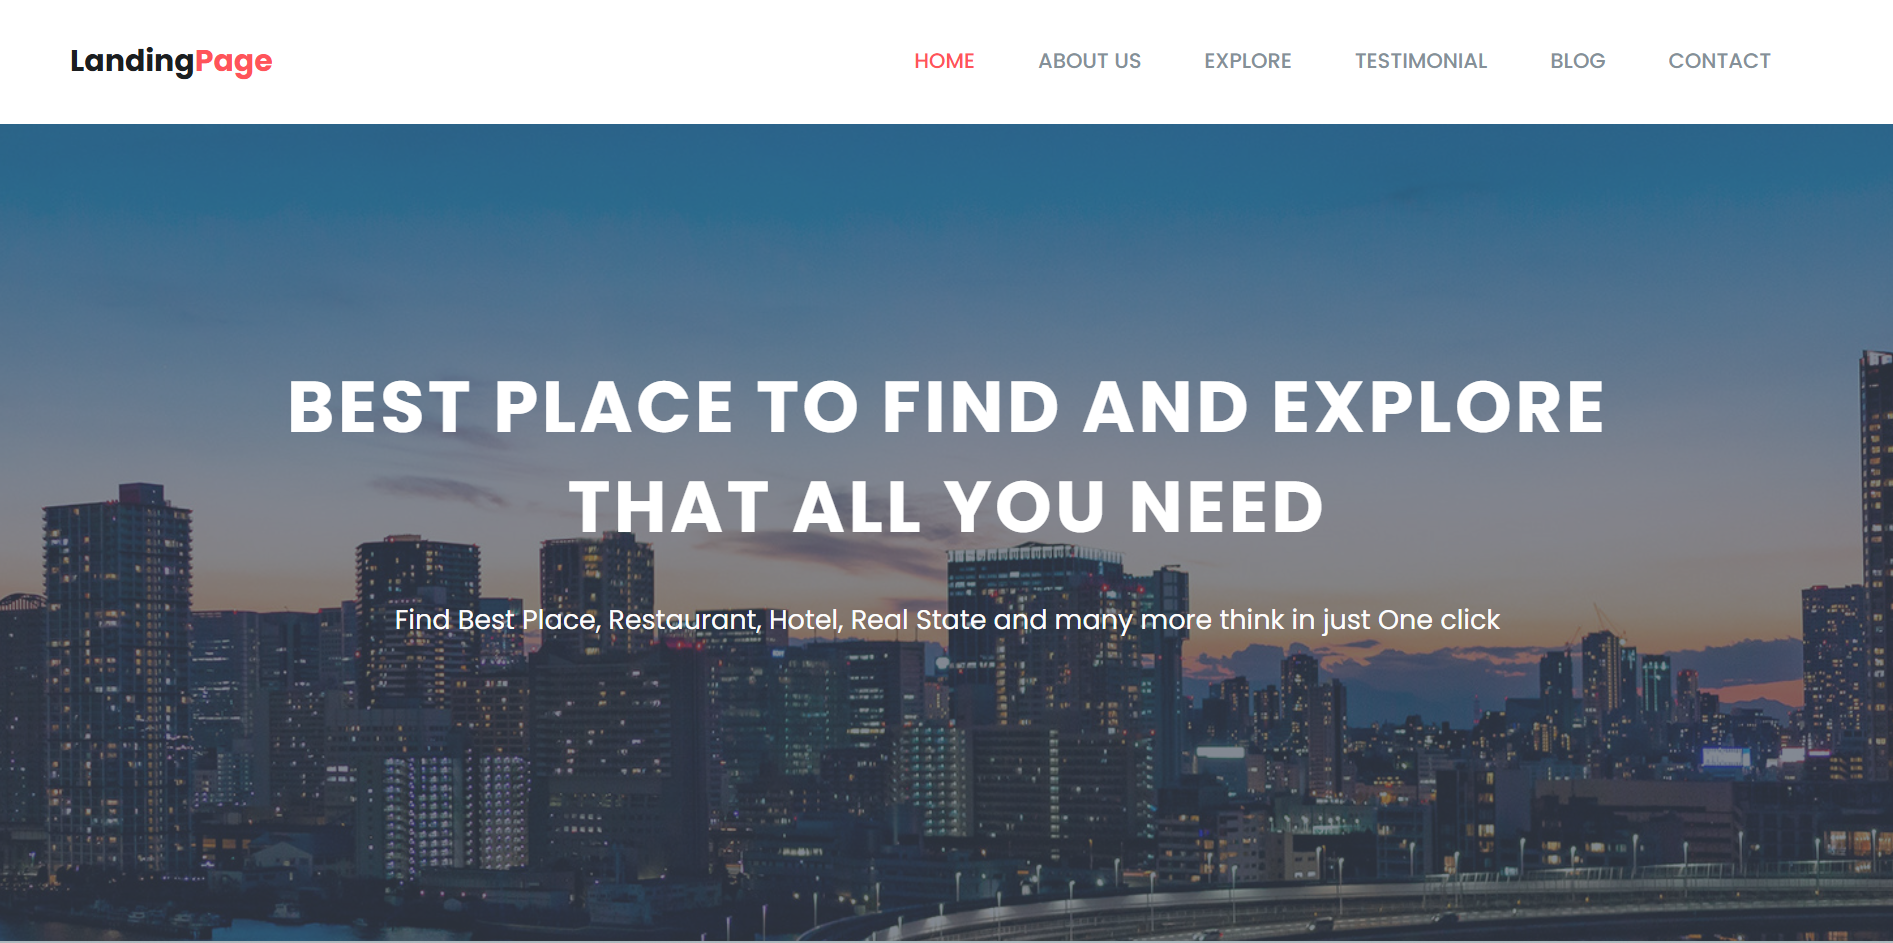 LandingPage
HOME ABOUT US EXPLORE TESTIMONIAL BLOG CONTACT
BEST PLACE TO FIND AND EXPLORE
THAT ALL YOU NEED
Find Best Place, Restaurant, Hotel, Real State and many more think in just One click